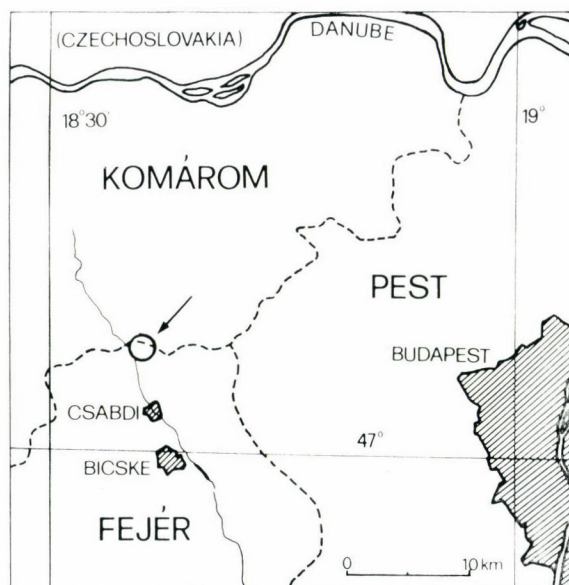 (CZECHOSLOVAKIA)
DANUBE
18°30'
19°
KOMÁROM
PEST
BUDAPEST
CSABDI
47°
BICSKE
FEJÉR
0 10 km